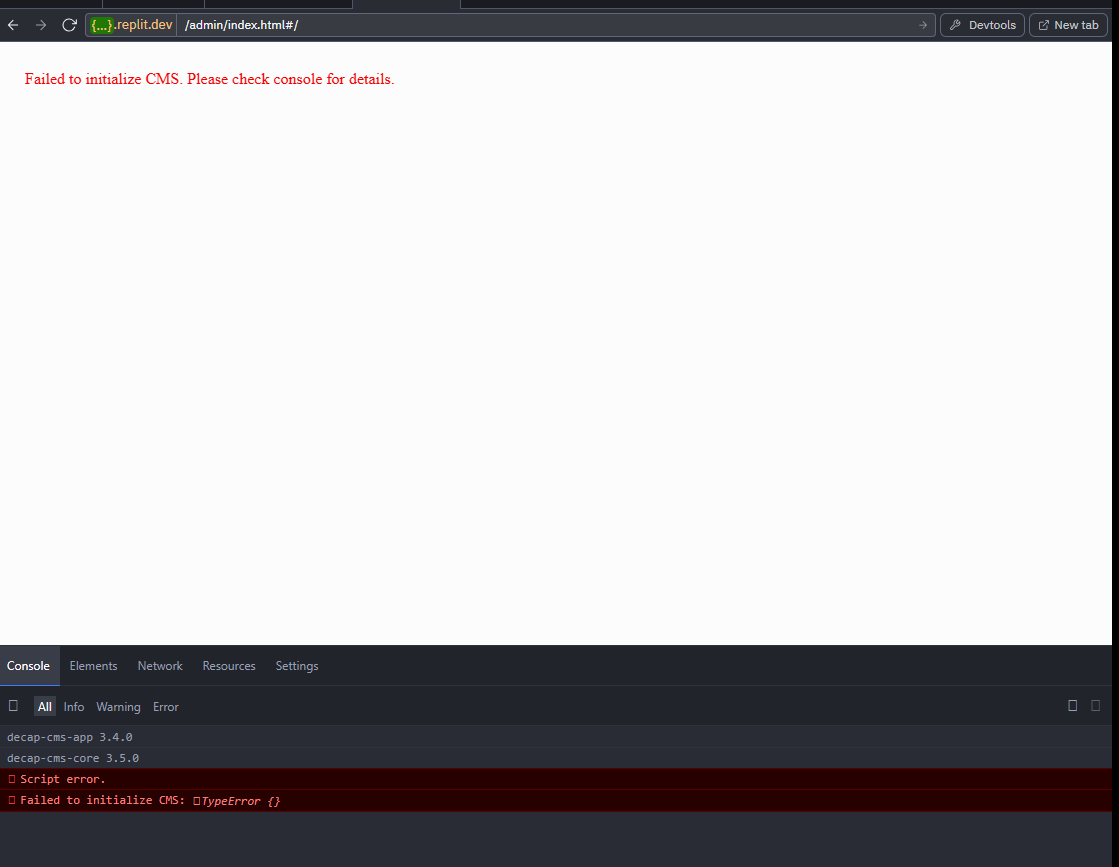 {...}.replit.dev /admin/index.html#/ Devtools New tab
Failed to initialize CMS. Please check console for details.
Console Elements Network Resources Settings
All Info Warning Error
decap-cms-app 3.4.0
decap-cms-core 3.5.0
Script error.
Failed to initialize CMS: TypeError {}